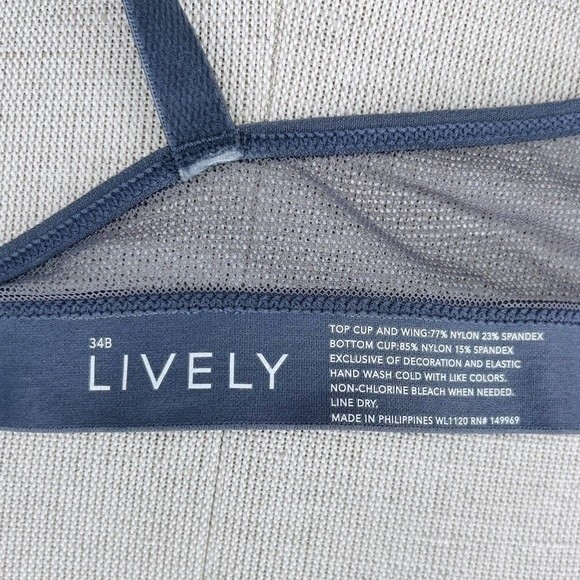 34B
LIVELY
TOP CUP AND WING:77% NYLON 23% SPANDEX
BOTTOM CUP:85% NYLON 15% SPANDEX
EXCLUSIVE OF DECORATION AND ELASTIC
HAND WASH COLD WITH LIKE COLORS.
NON-CHLORINE BLEACH WHEN NEEDED.
LINE DRY.
MADE IN PHILIPPINES WL1120 RN# 149969